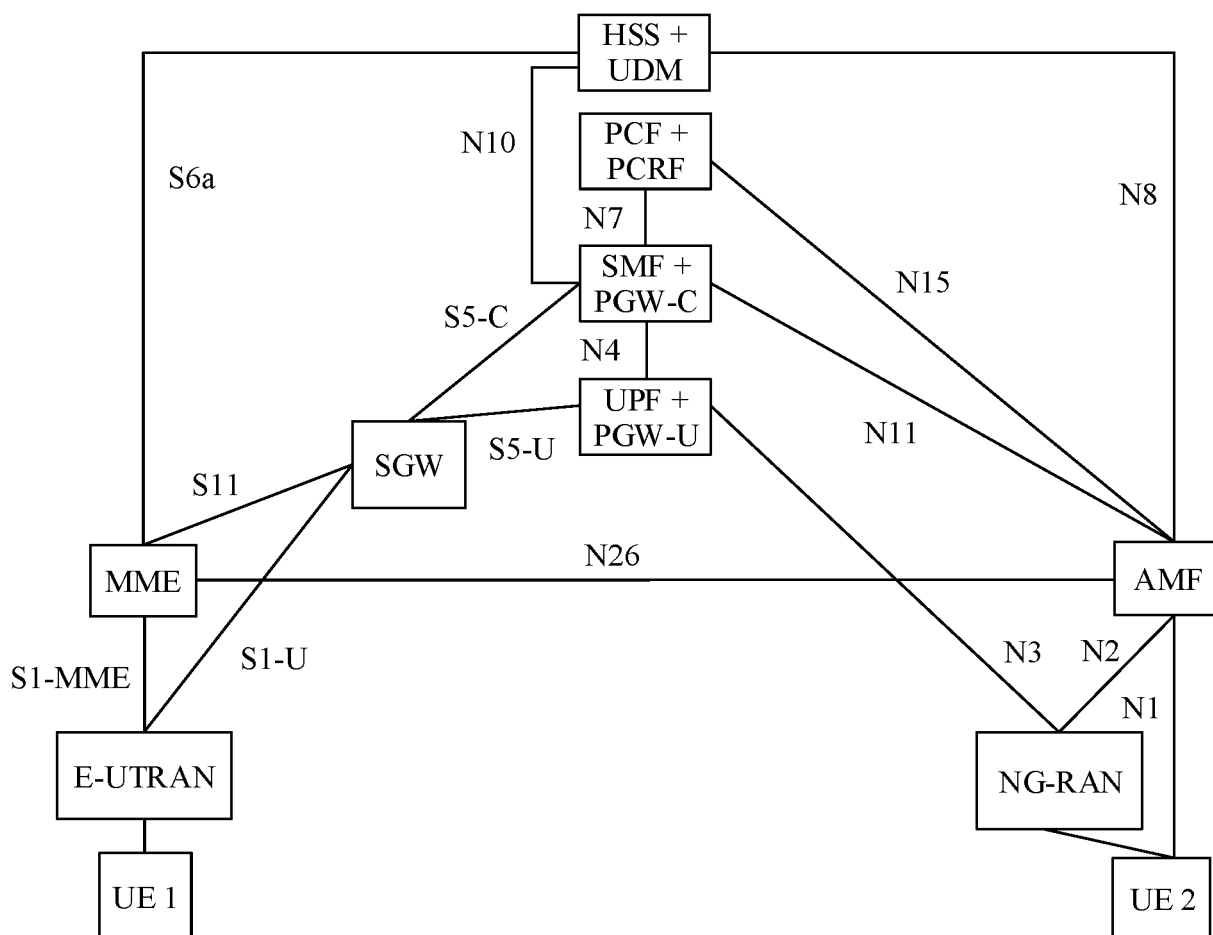 HSS +
UDM
PCF +
PCRF
N10
S6a
N8
N7
SMF +
PGW-C
N15
S5-C
N4
UPF +
PGW-U
N11
S5-U
SGW
S11
N26
MME
AMF
S1-U
N3
N2
S1-MME
N1
E-UTRAN
NG-RAN
UE 1
UE 2